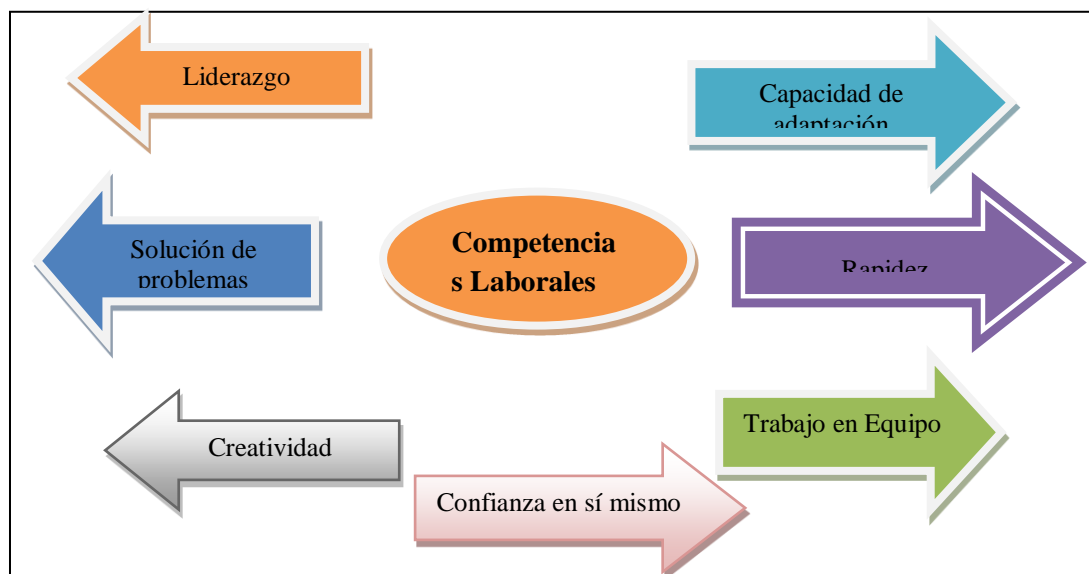 Liderazgo
Capacidad de
adaptación
Solución de
problemas
Competencia
s Laborales
Rapidez
Creatividad
Trabajo en Equipo
Confianza en sí mismo